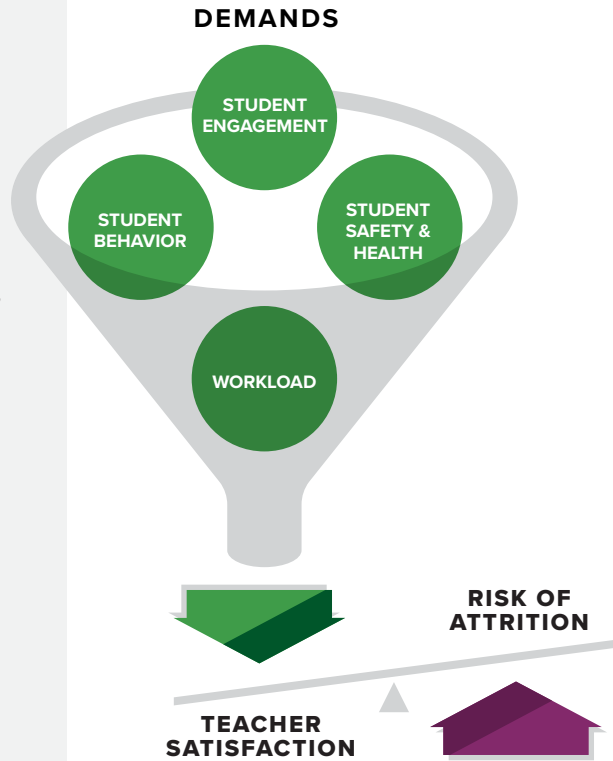 DEMANDS
STUDENT
ENGAGEMENT
STUDENT
BEHAVIOR
STUDENT
SAFETY &
HEALTH
WORKLOAD
RISK OF
ATTRITION
TEACHER
SATISFACTION